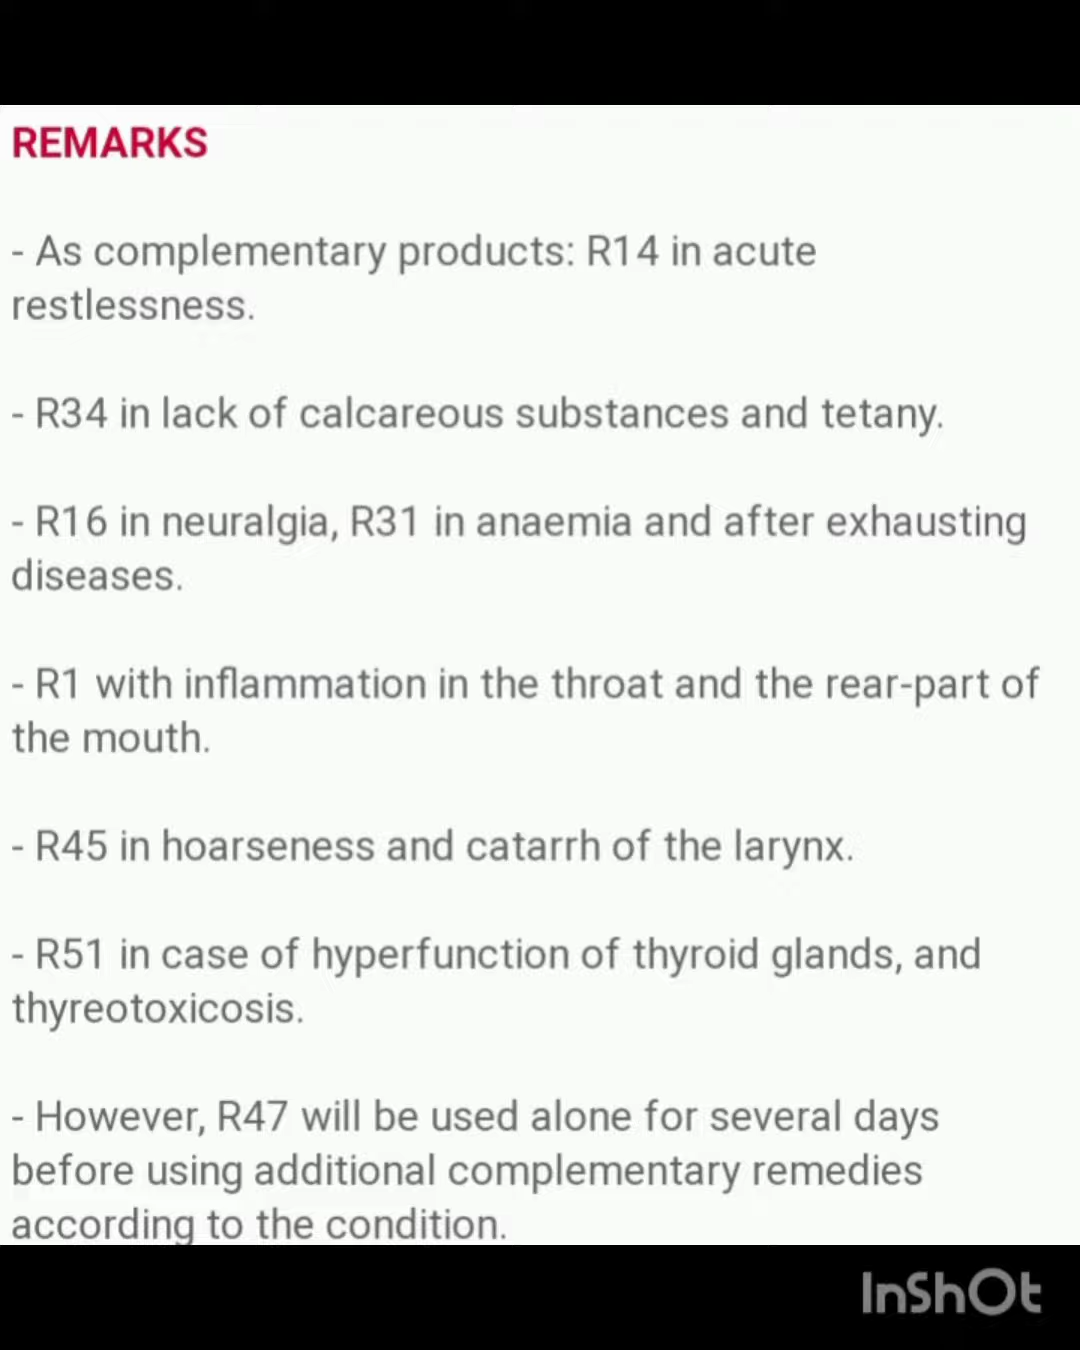 REMARKS
- As complementary products: R14 in acute
restlessness.
- R34 in lack of calcareous substances and tetany.
- R16 in neuralgia, R31 in anaemia and after exhausting
diseases.
- R1 with inflammation in the throat and the rear-part of
the mouth.
- R45 in hoarseness and catarrh of the larynx.
- R51 in case of hyperfunction of thyroid glands, and
thyreotoxicosis.
- However, R47 will be used alone for several days
before using additional complementary remedies
according to the condition.
InShOt